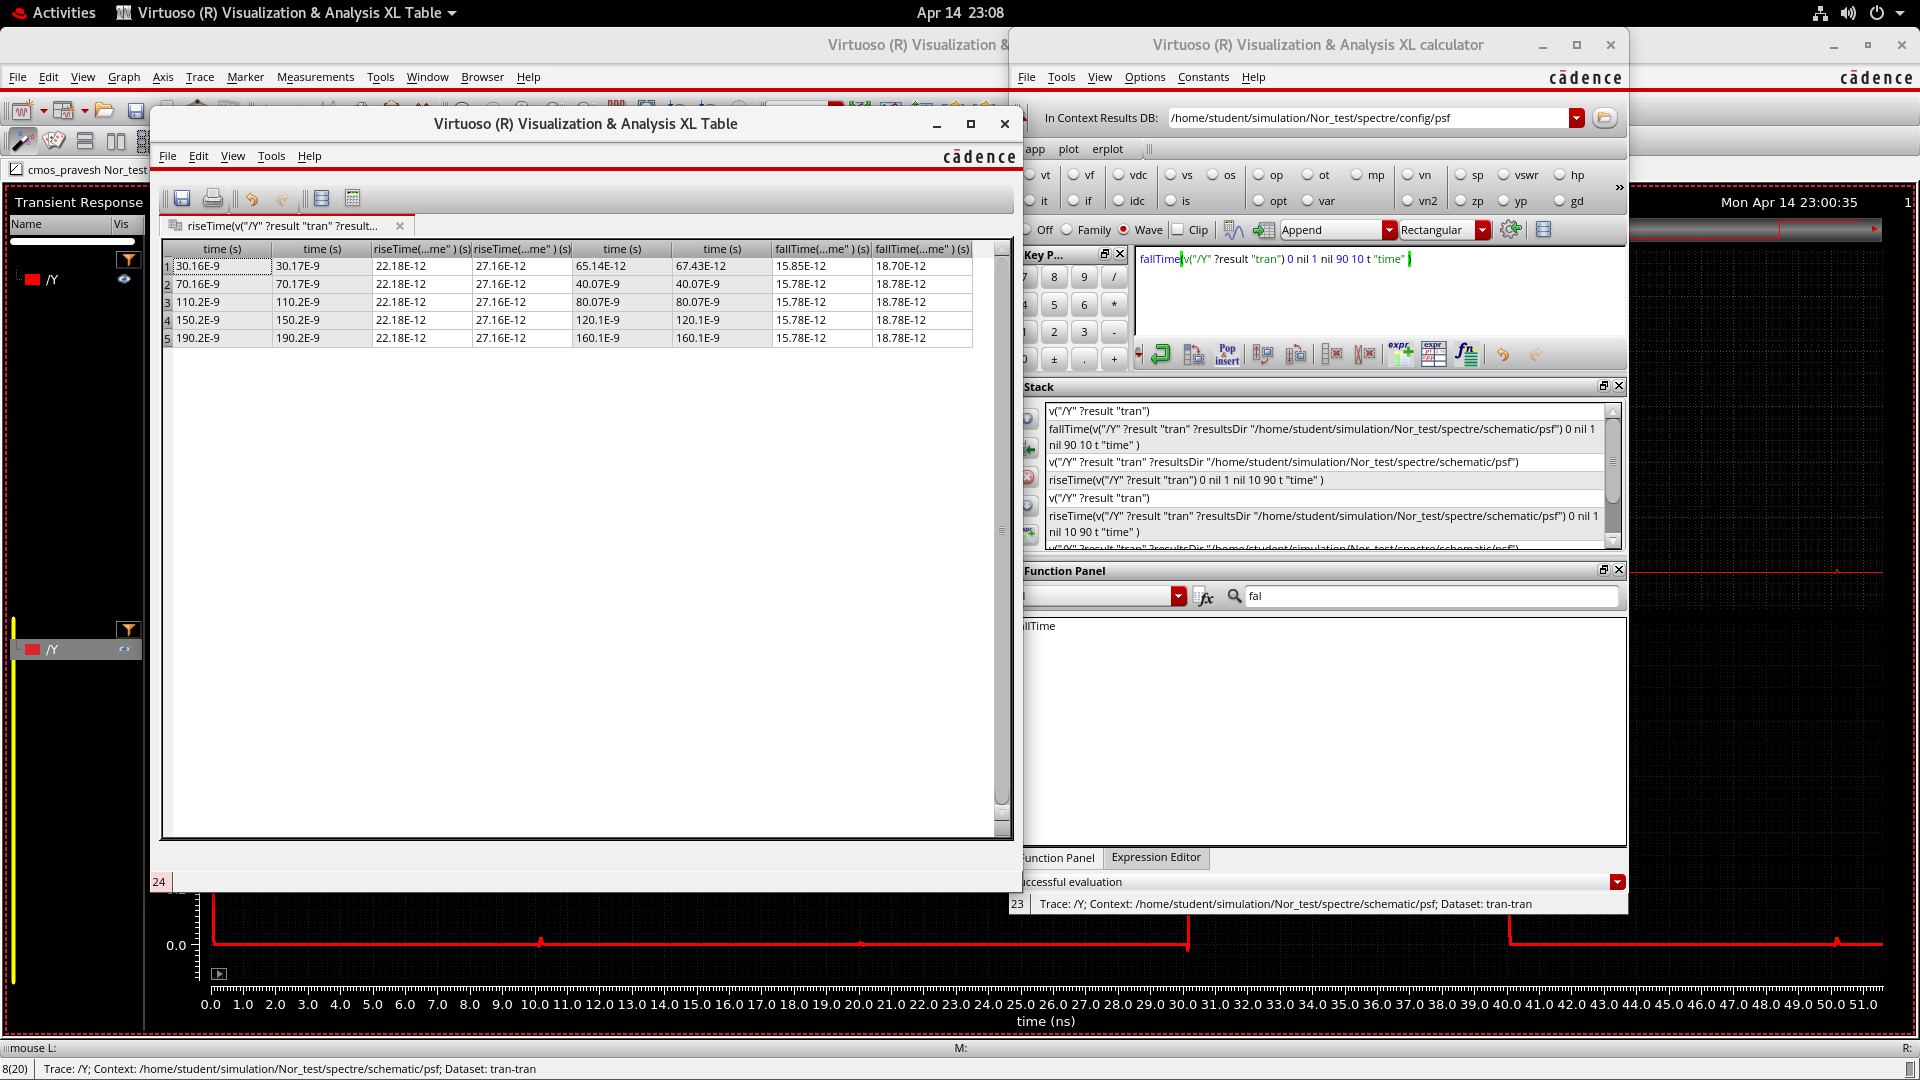 Activities
Virtuoso (R) Visualization & Analysis XL Table
Apr 14 23:08
Virtuoso (R) Visualization &
File Edit View Graph Axis Trace Marker Measurements Tools Window Browser Help
cādence
cmos_pravesh Nor_test
Transient Response
Mon Apr 14 23:00:35
1
Name
Vis
/Y
/Y
Virtuoso (R) Visualization & Analysis XL Table
File Edit View Tools Help
cādence
riseTime(v("/Y" ?result "tran" ?result...
time (s) time (s) riseTime(...me" ) (s) riseTime(...me" ) (s) time (s) time (s) fallTime(...me" ) (s) fallTime(...me" ) (s)
1 30.16E-9 30.17E-9 22.18E-12 27.16E-12 65.14E-12 67.43E-12 15.85E-12 18.70E-12
2 70.16E-9 70.17E-9 22.18E-12 27.16E-12 40.07E-9 40.07E-9 15.78E-12 18.78E-12
3 110.2E-9 110.2E-9 22.18E-12 27.16E-12 80.07E-9 80.07E-9 15.78E-12 18.78E-12
4 150.2E-9 150.2E-9 22.18E-12 27.16E-12 120.1E-9 120.1E-9 15.78E-12 18.78E-12
5 190.2E-9 190.2E-9 22.18E-12 27.16E-12 160.1E-9 160.1E-9 15.78E-12 18.78E-12
24
Virtuoso (R) Visualization & Analysis XL calculator
File Tools View Options Constants Help
cādence
In Context Results DB: /home/student/simulation/Nor_test/spectre/config/psf
app plot erplot
vt vf vdc vs os op ot mp vn sp vswr hp
it if idc is opt var vn2 zp yp gd
»
Off Family Wave Clip Append Rectangular
Key P...
7 8 9 /
4 5 6 *
1 2 3 -
0 ± . +
fallTime(v("/Y" ?result "tran") 0 nil 1 nil 90 10 t "time" )
Pop insert
expr
expr
fn
Stack
v("/Y" ?result "tran")
fallTime(v("/Y" ?result "tran" ?resultsDir "/home/student/simulation/Nor_test/spectre/schematic/psf") 0 nil 1
nil 90 10 t "time" )
v("/Y" ?result "tran" ?resultsDir "/home/student/simulation/Nor_test/spectre/schematic/psf")
riseTime(v("/Y" ?result "tran") 0 nil 1 nil 10 90 t "time" )
v("/Y" ?result "tran")
riseTime(v("/Y" ?result "tran" ?resultsDir "/home/student/simulation/Nor_test/spectre/schematic/psf") 0 nil 1
nil 10 90 t "time" )
v("/Y" ?result "tran" ?resultsDir "/home/student/simulation/Nor_test/spectre/schematic/psf")
Function Panel
fx
fal
llTime
Function Panel
Expression Editor
uccessful evaluation
23
Trace: /Y; Context: /home/student/simulation/Nor_test/spectre/schematic/psf; Dataset: tran-tran
0.0
0.0 1.0 2.0 3.0 4.0 5.0 6.0 7.0 8.0 9.0 10.0 11.0 12.0 13.0 14.0 15.0 16.0 17.0 18.0 19.0 20.0 21.0 22.0 23.0 24.0 25.0 26.0 27.0 28.0 29.0 30.0 31.0 32.0 33.0 34.0 35.0 36.0 37.0 38.0 39.0 40.0 41.0 42.0 43.0 44.0 45.0 46.0 47.0 48.0 49.0 50.0 51.0
time (ns)
mouse L:
M:
R:
8(20)
Trace: /Y; Context: /home/student/simulation/Nor_test/spectre/schematic/psf; Dataset: tran-tran